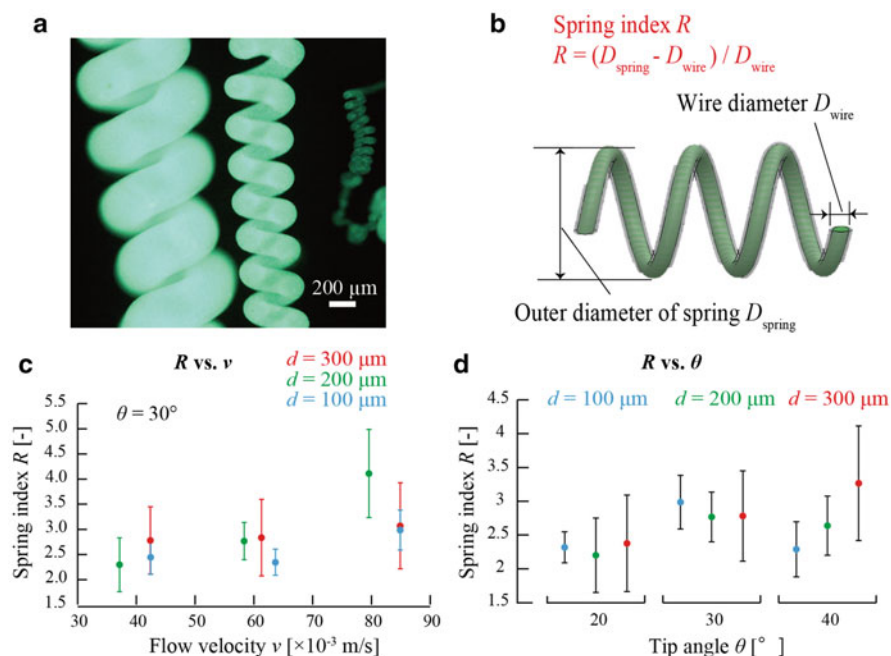 a
200 µm
b
Spring index R
R = (Dspring - Dwire) / Dwire
Wire diameter Dwire
Outer diameter of spring Dspring
c
R vs. v
d = 300 µm
d = 200 µm
d = 100 µm
θ = 30°
Spring index R [-]
5.5
5.0
4.5
4.0
3.5
3.0
2.5
2.0
1.5
30 40 50 60 70 80 90
Flow velocity v [×10-3 m/s]
d
R vs. θ
d = 100 µm d = 200 µm d = 300 µm
Spring index R [-]
4.5
4
3.5
3
2.5
2
1.5
20 30 40
Tip angle θ [°]